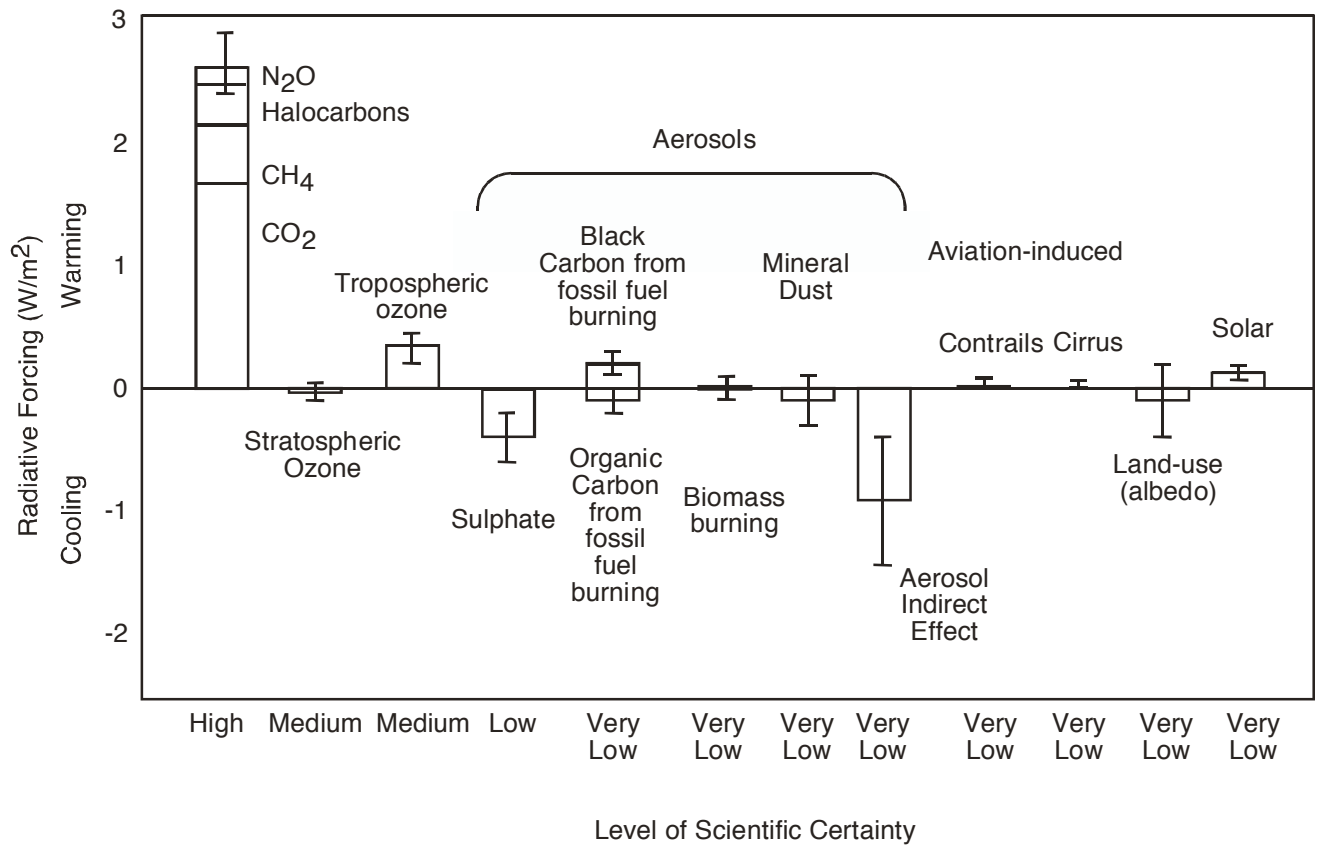 3
N2O
Halocarbons
2
Aerosols
CH4
CO2
Black
Carbon from
fossil fuel
burning
Mineral
Dust
Aviation-induced
1
Tropospheric
ozone
Contrails Cirrus
Solar
0
Radiative Forcing (W/m2)
Warming
Cooling
Stratospheric
Ozone
Sulphate
Organic
Carbon
from
fossil
fuel
burning
Biomass
burning
Land-use
(albedo)
-1
Aerosol
Indirect
Effect
-2
High Medium Medium Low Very Low Very Low Very Low Very Low Very Low Very Low Very Low Very Low
Level of Scientific Certainty